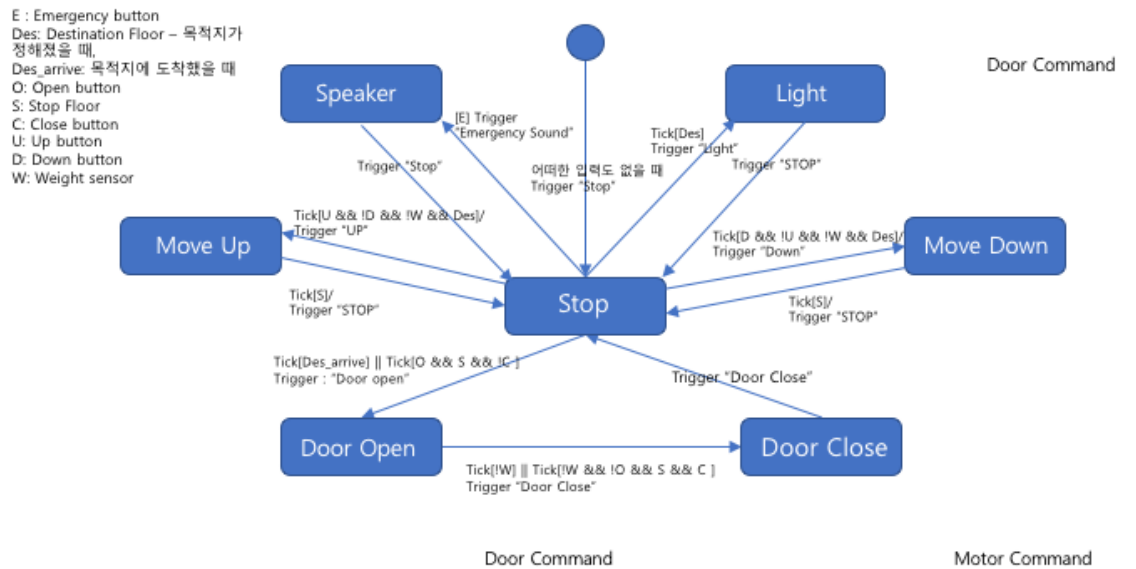 E : Emergency button
Des: Destination Floor – 목적지가
정해졌을 때,
Des_arrive: 목적지에 도착했을 때
O: Open button
S: Stop Floor
C: Close button
U: Up button
D: Down button
W: Weight sensor
Door Command
Speaker
Light
[E] Trigger
"Emergency Sound"
Tick[Des]
Trigger "Light"
Trigger "Stop"
어떠한 입력도 없을 때
Trigger "Stop"
Trigger "STOP"
Move Up
Tick[U && !D && !W && Des]/
Trigger "UP"
Tick[D && !U && !W && Des]/
Trigger "Down"
Move Down
Stop
Tick[S]/
Trigger "STOP"
Tick[S]/
Trigger "STOP"
Tick[Des_arrive] || Tick[O && S && !C ]
Trigger : "Door open"
Trigger "Door Close"
Door Open
Door Close
Tick[!W] || Tick[!W && !O && S && C ]
Trigger "Door Close"
Door Command
Motor Command